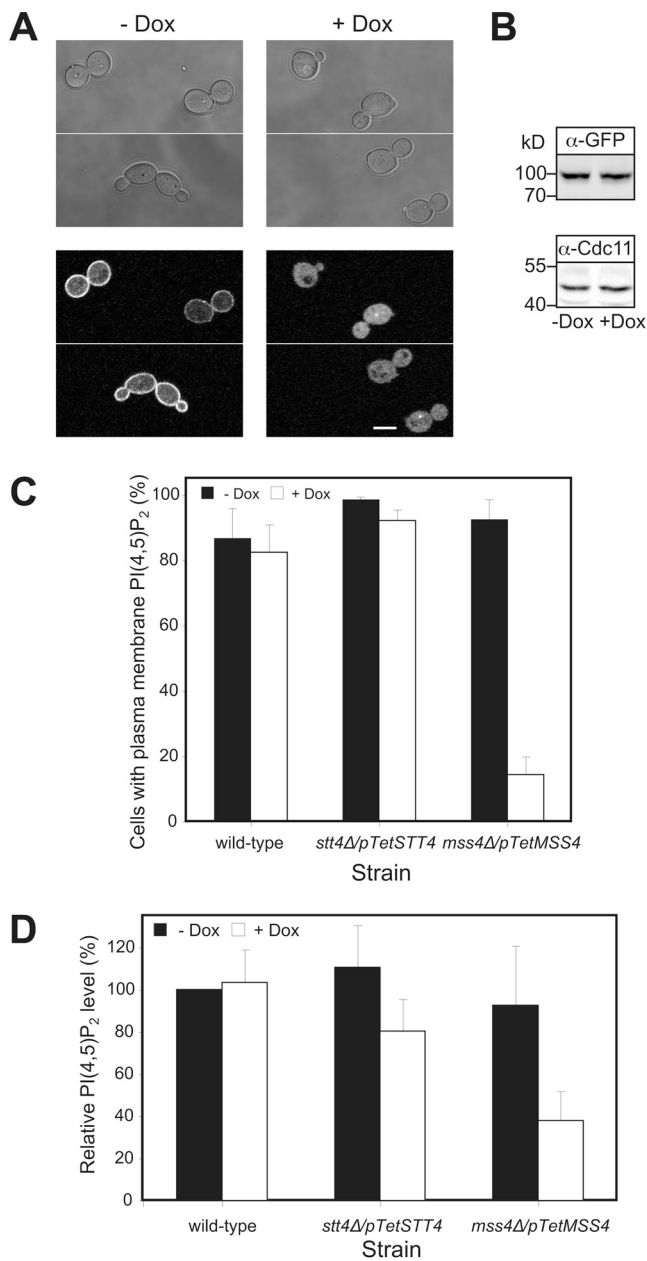 A
- Dox
+ Dox
B
kD
α-GFP
100
70
α-Cdc11
55
40
-Dox +Dox
C
Cells with plasma membrane PI(4,5)P2 (%)
- Dox + Dox
100
80
60
40
20
0
wild-type stt4Δ/pTetSTT4 mss4Δ/pTetMSS4
Strain
D
Relative PI(4,5)P2 level (%)
- Dox + Dox
120
100
80
60
40
20
0
wild-type stt4Δ/pTetSTT4 mss4Δ/pTetMSS4
Strain